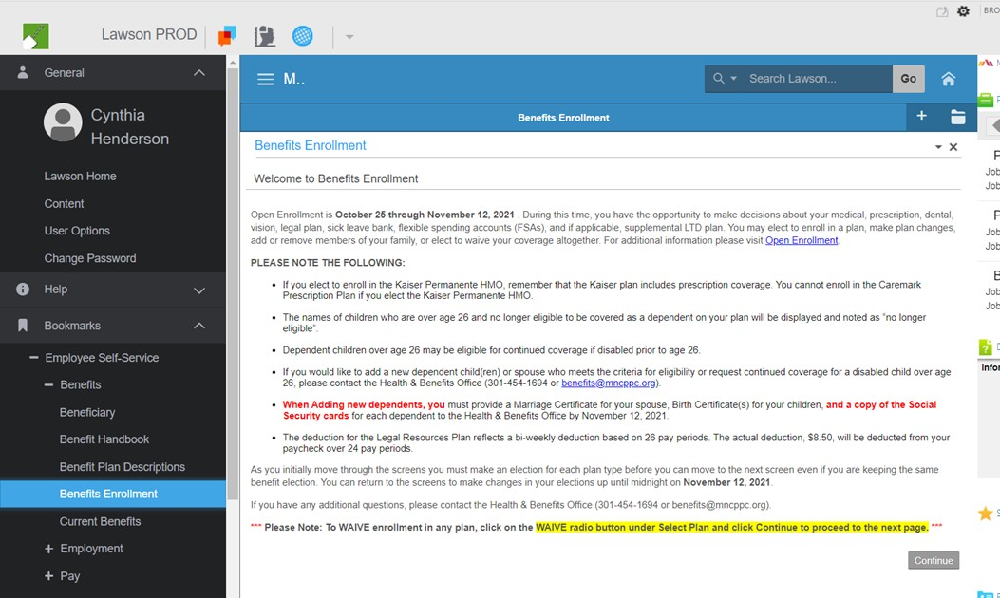 BRO
Lawson PROD
General
Cynthia
Henderson
Lawson Home
Content
User Options
Change Password
Help
Bookmarks
Employee Self-Service
Benefits
Beneficiary
Benefit Handbook
Benefit Plan Descriptions
Benefits Enrollment
Current Benefits
Employment
Pay
M..
Search Lawson...
Go
Benefits Enrollment
Benefits Enrollment
Welcome to Benefits Enrollment
Open Enrollment is October 25 through November 12, 2021 . During this time, you have the opportunity to make decisions about your medical, prescription, dental,
vision, legal plan, sick leave bank, flexible spending accounts (FSAs), and if applicable, supplemental LTD plan. You may elect to enroll in a plan, make plan changes,
add or remove members of your family, or elect to waive your coverage altogether. For additional information please visit Open Enrollment.
PLEASE NOTE THE FOLLOWING:
• If you elect to enroll in the Kaiser Permanente HMO, remember that the Kaiser plan includes prescription coverage. You cannot enroll in the Caremark
Prescription Plan if you elect the Kaiser Permanente HMO.
• The names of children who are over age 26 and no longer eligible to be covered as a dependent on your plan will be displayed and noted as "no longer
eligible".
• Dependent children over age 26 may be eligible for continued coverage if disabled prior to age 26.
• If you would like to add a new dependent child(ren) or spouse who meets the criteria for eligibility or request continued coverage for a disabled child over age
26, please contact the Health & Benefits Office (301-454-1694 or benefits@mncppc.org).
• When Adding new dependents, you must provide a Marriage Certificate for your spouse, Birth Certificate(s) for your children, and a copy of the Social
Security cards for each dependent to the Health & Benefits Office by November 12, 2021.
• The deduction for the Legal Resources Plan reflects a bi-weekly deduction based on 26 pay periods. The actual deduction, $8.50, will be deducted from your
paycheck over 24 pay periods.
As you initially move through the screens you must make an election for each plan type before you can move to the next screen even if you are keeping the same
benefit election. You can return to the screens to make changes in your elections up until midnight on November 12, 2021.
If you have any additional questions, please contact the Health & Benefits Office (301-454-1694 or benefits@mncppc.org).
*** Please Note: To WAIVE enrollment in any plan, click on the WAIVE radio button under Select Plan and click Continue to proceed to the next page. ***
Continue
Job
Job
Job
Job
Job
Job
Infor